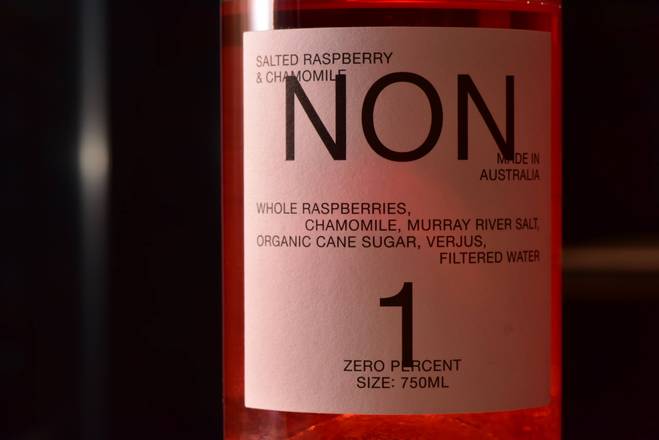 SALTED RASPBERRY
& CHAMOMILE
NON
MADE IN
AUSTRALIA
WHOLE RASPBERRIES,
CHAMOMILE, MURRAY RIVER SALT,
ORGANIC CANE SUGAR, VERJUS,
FILTERED WATER
1
ZERO PERCENT
SIZE: 750ML